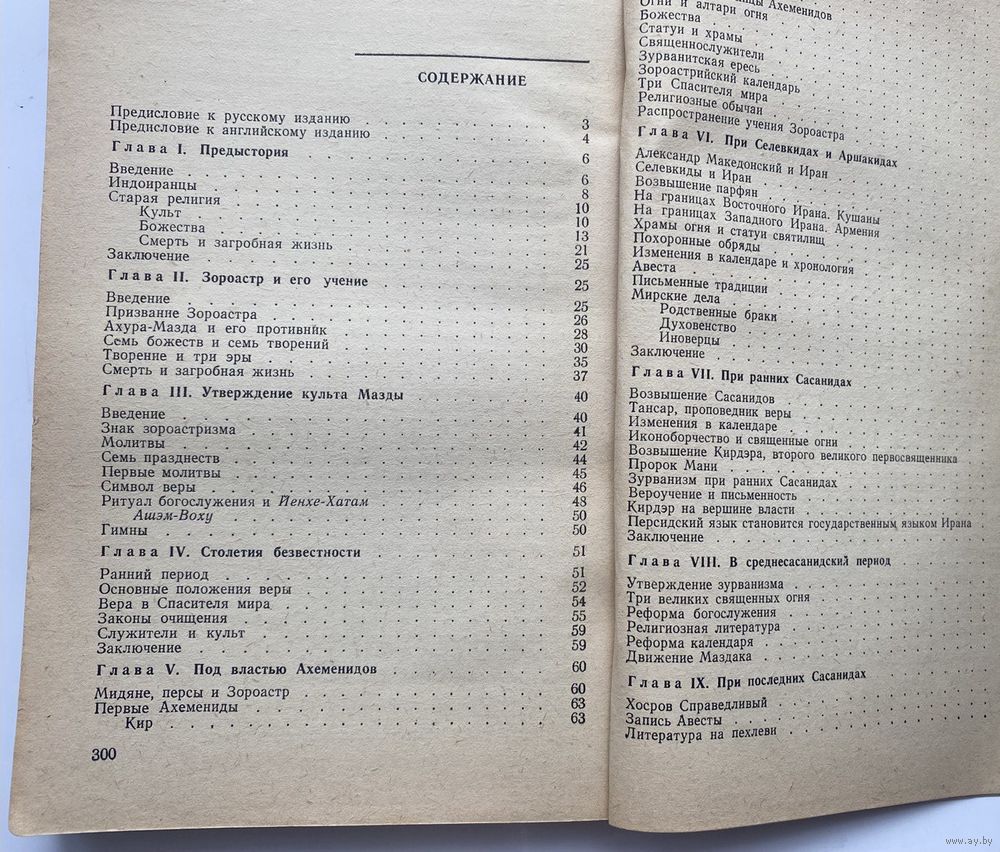 СОДЕРЖАНИЕ
Предисловие к русскому изданию . . . 3
Предисловие к английскому изданию . . . 4
Глава I. Предыстория . . . 6
Введение . . . 6
Индоиранцы . . . 8
Старая религия . . . 10
Культ . . . 10
Божества . . . 13
Смерть и загробная жизнь . . . 21
Заключение . . . 25
Глава II. Зороастр и его учение . . . 25
Введение . . . 25
Призвание Зороастра . . . 26
Ахура-Мазда и его противник . . . 28
Семь божеств и семь творений . . . 30
Творение и три эры . . . 35
Смерть и загробная жизнь . . . 37
Глава III. Утверждение культа Мазды . . . 40
Введение . . . 40
Знак зороастризма . . . 41
Молитвы . . . 42
Семь празднеств . . . 44
Первые молитвы . . . 45
Символ веры . . . 46
Ритуал богослужения и Йенхе-Хатам . . . 48
Ашэм-Воху . . . 50
Гимны . . . 50
Глава IV. Столетия безвестности . . . 51
Ранний период . . . 51
Основные положения веры . . . 52
Вера в Спасителя мира . . . 54
Законы очищения . . . 55
Служители и культ . . . 59
Заключение . . . 59
Глава V. Под властью Ахеменидов . . . 60
Мидяне, персы и Зороастр . . . 60
Первые Ахемениды . . . 63
Кир . . . 63
300
Ахеменидов
Огни и алтари огня
Божества
Статуи и храмы
Священнослужители
Зурванитская ересь
Зороастрийский календарь
Три Спасителя мира
Религиозные обычаи
Распространение учения Зороастра
Глава VI. При Селевкидах и Аршакидах
Александр Македонский и Иран
Селевкиды и Иран
Возвышение парфян
На границах Восточного Ирана. Кушаны
На границах Западного Ирана. Армения
Храмы огня и статуи святилищ
Похоронные обряды
Изменения в календаре и хронология
Авеста
Письменные традиции
Мирские дела
Родственные браки
Духовенство
Иноверцы
Заключение
Глава VII. При ранних Сасанидах
Возвышение Сасанидов
Тансар, проповедник веры
Изменения в календаре
Иконоборчество и священные огни
Возвышение Кирдэра, второго великого первосвященника
Пророк Мани
Зурванизм при ранних Сасанидах
Вероучение и письменность
Кирдэр на вершине власти
Персидский язык становится государственным языком Ирана
Заключение
Глава VIII. В среднесасанидский период
Утверждение зурванизма
Три великих священных огня
Реформа богослужения
Религиозная литература
Реформа календаря
Движение Маздака
Глава IX. При последних Сасанидах
Хосров Справедливый
Запись Авесты
Литература на пехлеви
www.ay.by